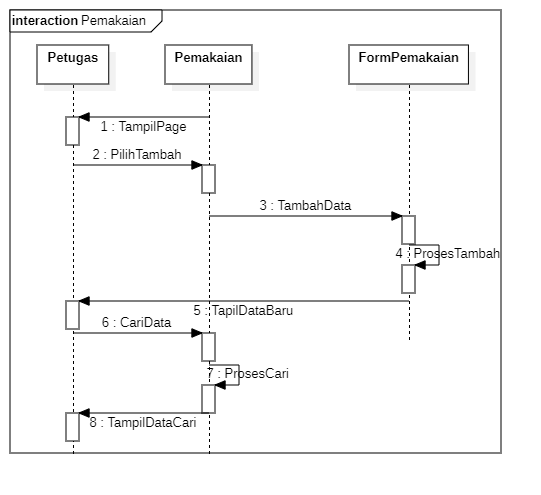 interaction Pemakaian
Petugas
Pemakaian
FormPemakaian
1 : TampilPage
2 : PilihTambah
3 : TambahData
4 : ProsesTambah
5 : TapilDataBaru
6 : CariData
7 : ProsesCari
8 : TampilDataCari